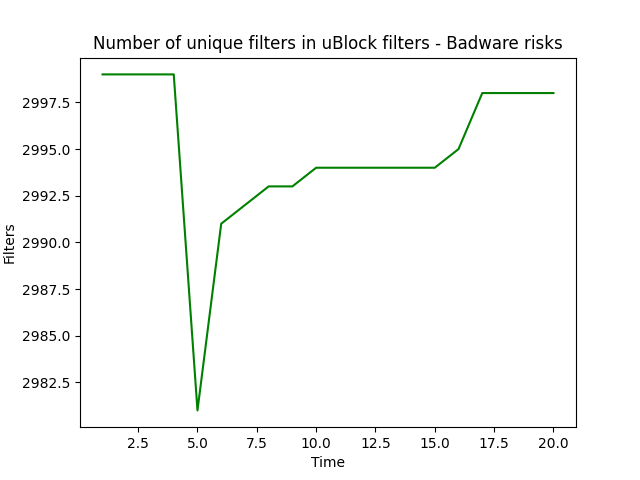 Number of unique filters in uBlock filters - Badware risks
2997.5
2995.0
2992.5
2990.0
2987.5
2985.0
2982.5
Filters
2.5 5.0 7.5 10.0 12.5 15.0 17.5 20.0
Time